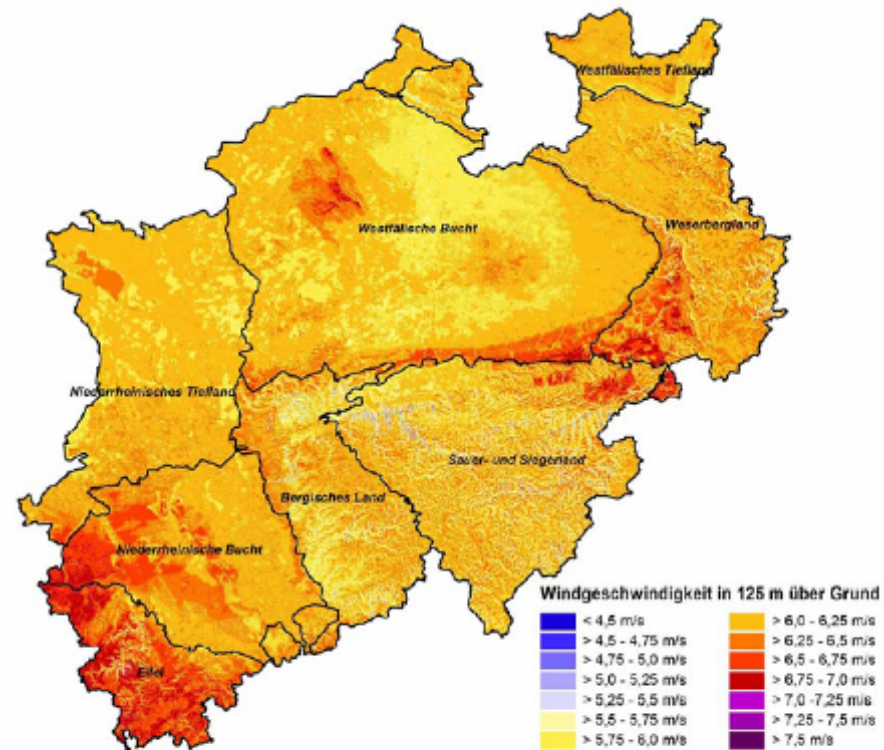 Westfälisches Tiefland
Westfälische Bucht
Weserbergland
Niederrheinisches Tiefland
Sauer- und Siegerland
Bergisches Land
Niederrheinische Bucht
Eifel
Windgeschwindigkeit in 125 m über Grund
< 4,5 m/s
> 4,5 - 4,75 m/s
> 4,75 - 5,0 m/s
> 5,0 - 5,25 m/s
> 5,25 - 5,5 m/s
> 5,5 - 5,75 m/s
> 5,75 - 6,0 m/s
> 6,0 - 6,25 m/s
> 6,25 - 6,5 m/s
> 6,5 - 6,75 m/s
> 6,75 - 7,0 m/s
> 7,0 -7,25 m/s
> 7,25 - 7,5 m/s
> 7,5 m/s